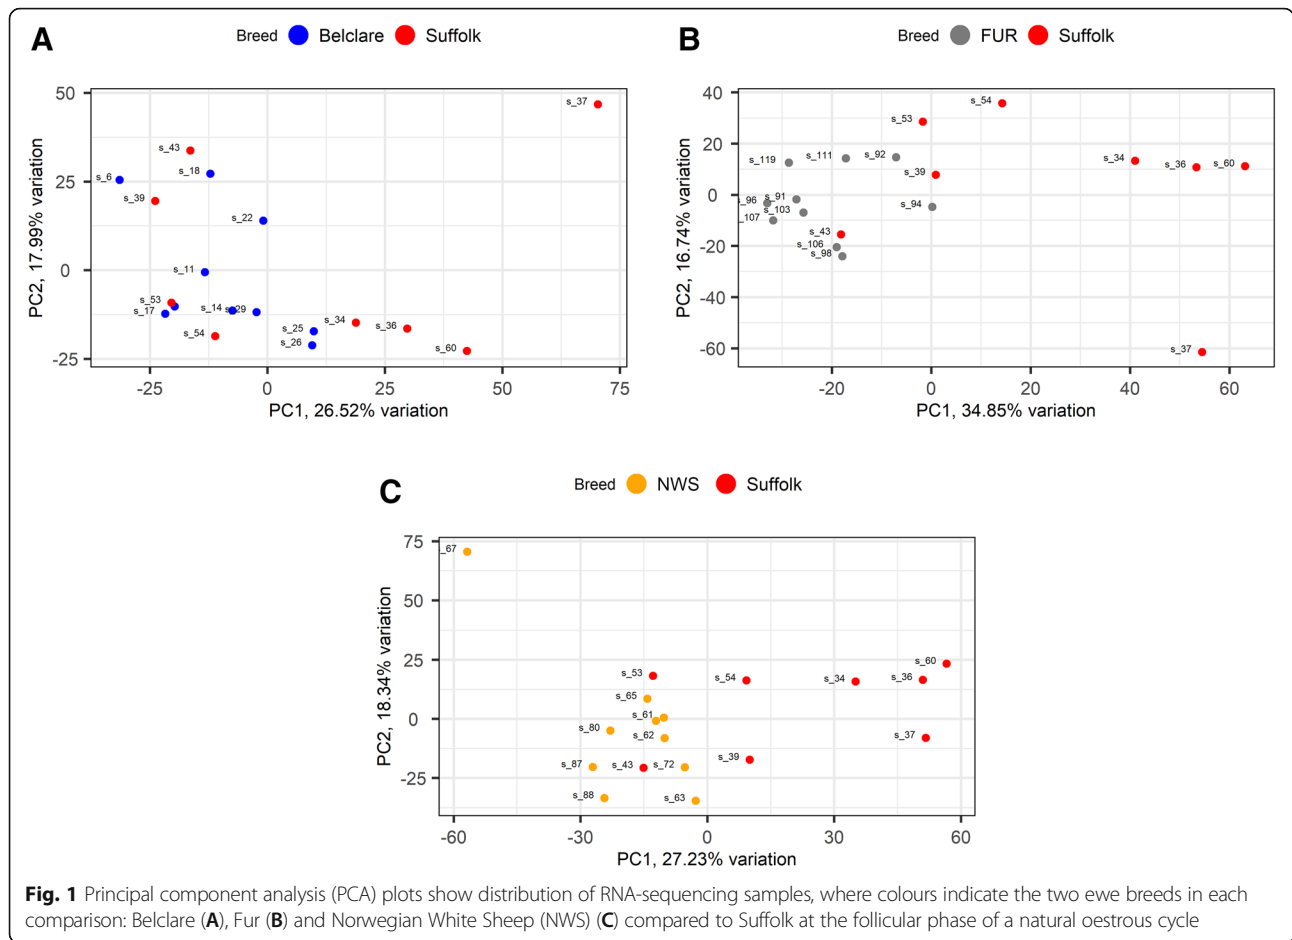 A
Breed Belclare Suffolk
50
25
0
-25
PC2, 17.99% variation
s_37
s_43
s_18
s_6
s_39
s_22
s_11
s_53
s_17
s_14
s_54
s_25
s_26
s_34
s_36
s_60
-25 0 25 50 75
PC1, 26.52% variation
B
Breed FUR Suffolk
40
20
0
-20
-40
-60
PC2, 16.74% variation
s_54
s_53
s_119
s_111
s_92
s_34
s_36
s_60
s_39
s_91
s_103
s_94
s_43
s_106
s_98
s_37
-20 0 20 40 60
PC1, 34.85% variation
C
Breed NWS Suffolk
75
50
25
0
-25
PC2, 18.34% variation
_67
s_60
s_53
s_54
s_34
s_36
s_65
s_61
s_80
s_62
s_37
s_39
s_87
s_43
s_72
s_88
s_63
-60 -30 0 30 60
PC1, 27.23% variation
Fig. 1 Principal component analysis (PCA) plots show distribution of RNA-sequencing samples, where colours indicate the two ewe breeds in each
comparison: Belclare (A), Fur (B) and Norwegian White Sheep (NWS) (C) compared to Suffolk at the follicular phase of a natural oestrous cycle